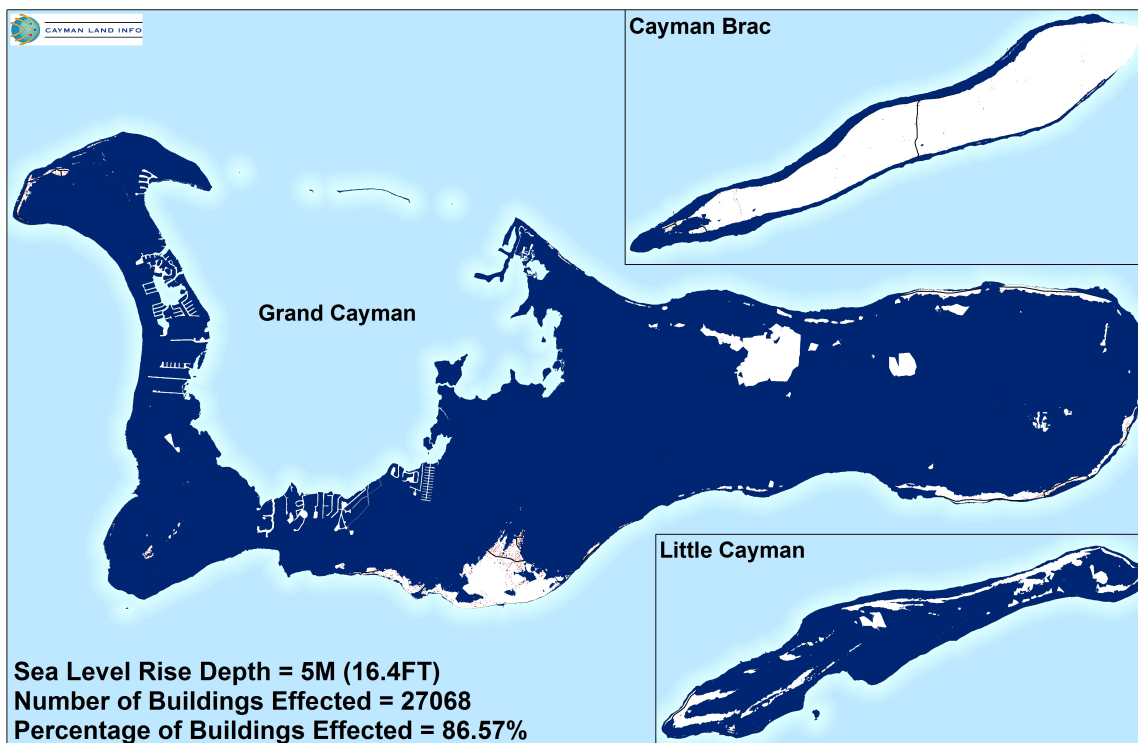 CAYMAN LAND INFO
Cayman Brac
Grand Cayman
Little Cayman
Sea Level Rise Depth = 5M (16.4FT)
Number of Buildings Effected = 27068
Percentage of Buildings Effected = 86.57%